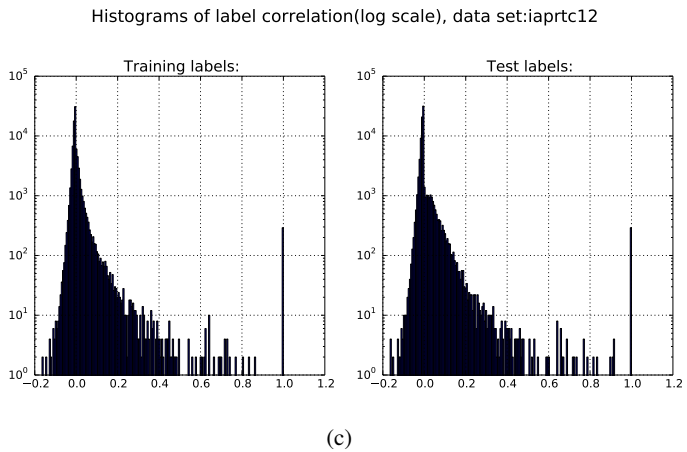 Histograms of label correlation(log scale), data set:iaprtc12
Training labels: Test labels:
10^5 10^5
10^4 10^4
10^3 10^3
10^2 10^2
10^1 10^1
10^0 10^0
−0.2 0.0 0.2 0.4 0.6 0.8 1.0 1.2 −0.2 0.0 0.2 0.4 0.6 0.8 1.0 1.2
(c)